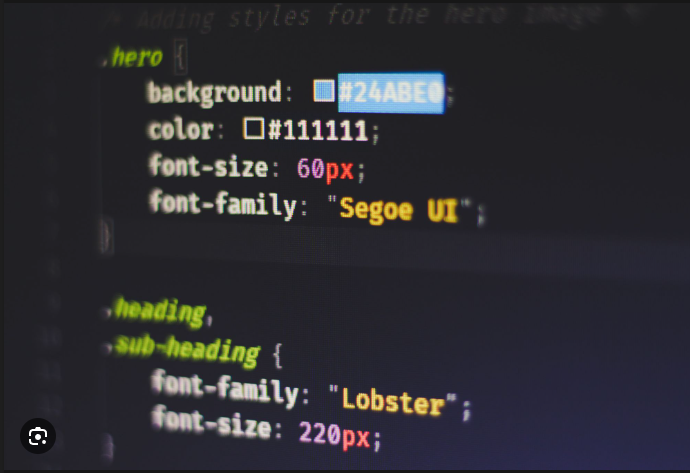 * Adding styles for the hero image *
.hero {
background: #24ABE0;
color: #111111;
font-size: 60px;
font-family: "Segoe UI";
}
.heading,
.sub-heading {
font-family: "Lobster";
font-size: 220px;
}